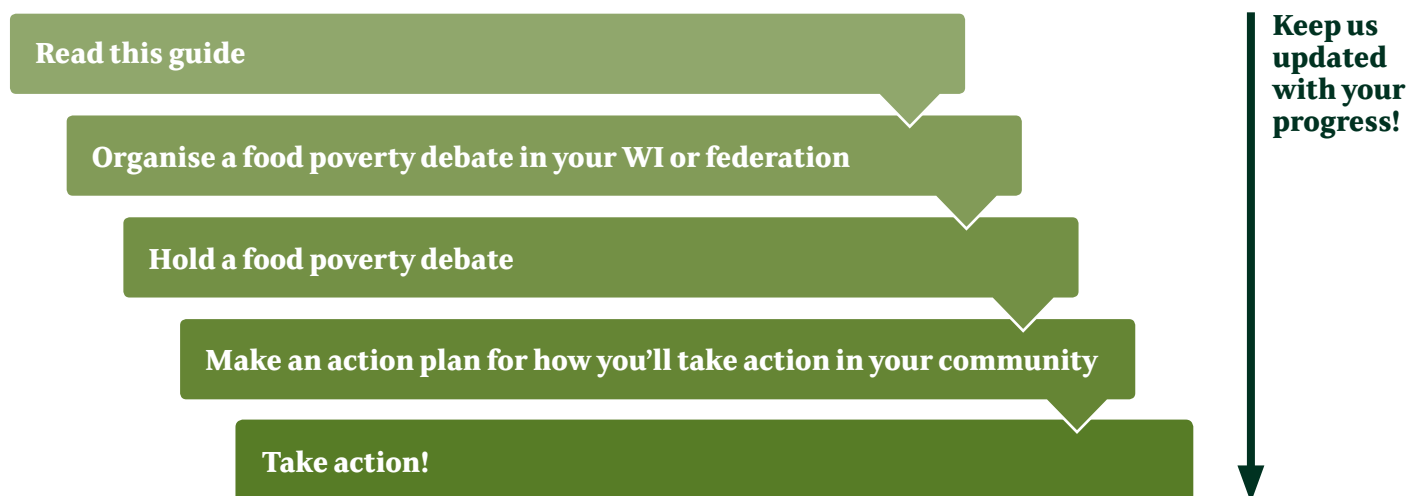 Read this guide
Organise a food poverty debate in your WI or federation
Hold a food poverty debate
Make an action plan for how you’ll take action in your community
Take action!
Keep us
updated
with your
progress!